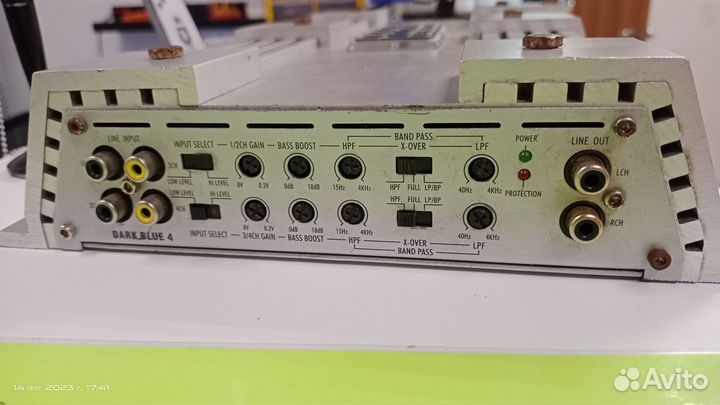 BAND PASS
LINE INPUT INPUT SELECT 1/2CH GAIN BASS BOOST HPF X-OVER LPF POWER LINE OUT
3CH
8V 0.2V 0dB 18dB 15Hz 4KHz HPF FULL LP/BP 40Hz 4KHz
LOW LEVEL HI LEVEL
PROTECTION
LCH
LOW LEVEL HI LEVEL
HPF FULL LP/BP
4CH
RCH
8V 0.2V 0dB 18dB 15Hz 4KHz 40Hz 4KHz
DARK BLUE 4 INPUT SELECT 3/4CH GAIN BASS BOOST HPF X-OVER LPF
BAND PASS
14 сент. 2023 г. 17:41
Avito